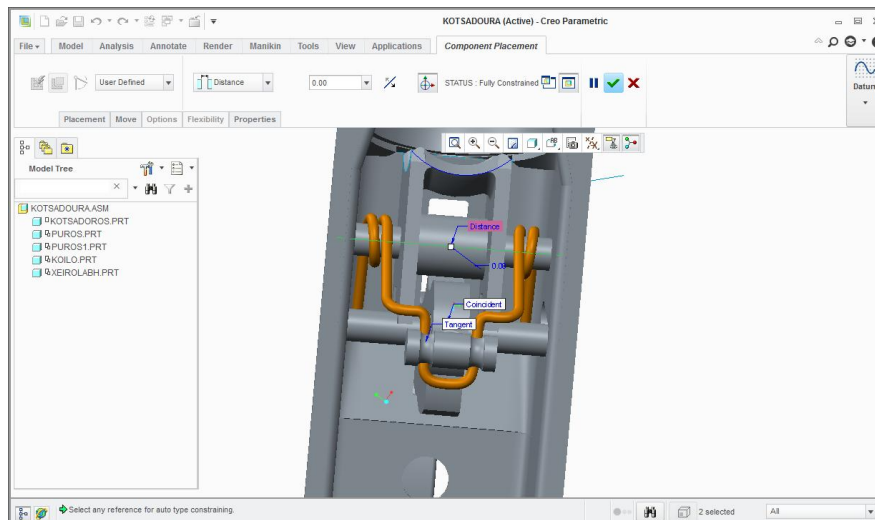 KOTSADOURA (Active) - Creo Parametric
File Model Analysis Annotate Render Manikin Tools View Applications Component Placement
User Defined Distance 0.00 STATUS : Fully Constrained
Datum
Placement Move Options Flexibility Properties
Model Tree
KOTSADOURA.ASM
KOTSADOROS.PRT
PUROS.PRT
PUROS1.PRT
KOILO.PRT
XEIROLABH.PRT
Distance
0.00
Coincident
Tangent
Select any reference for auto type constraining.
2 selected
All